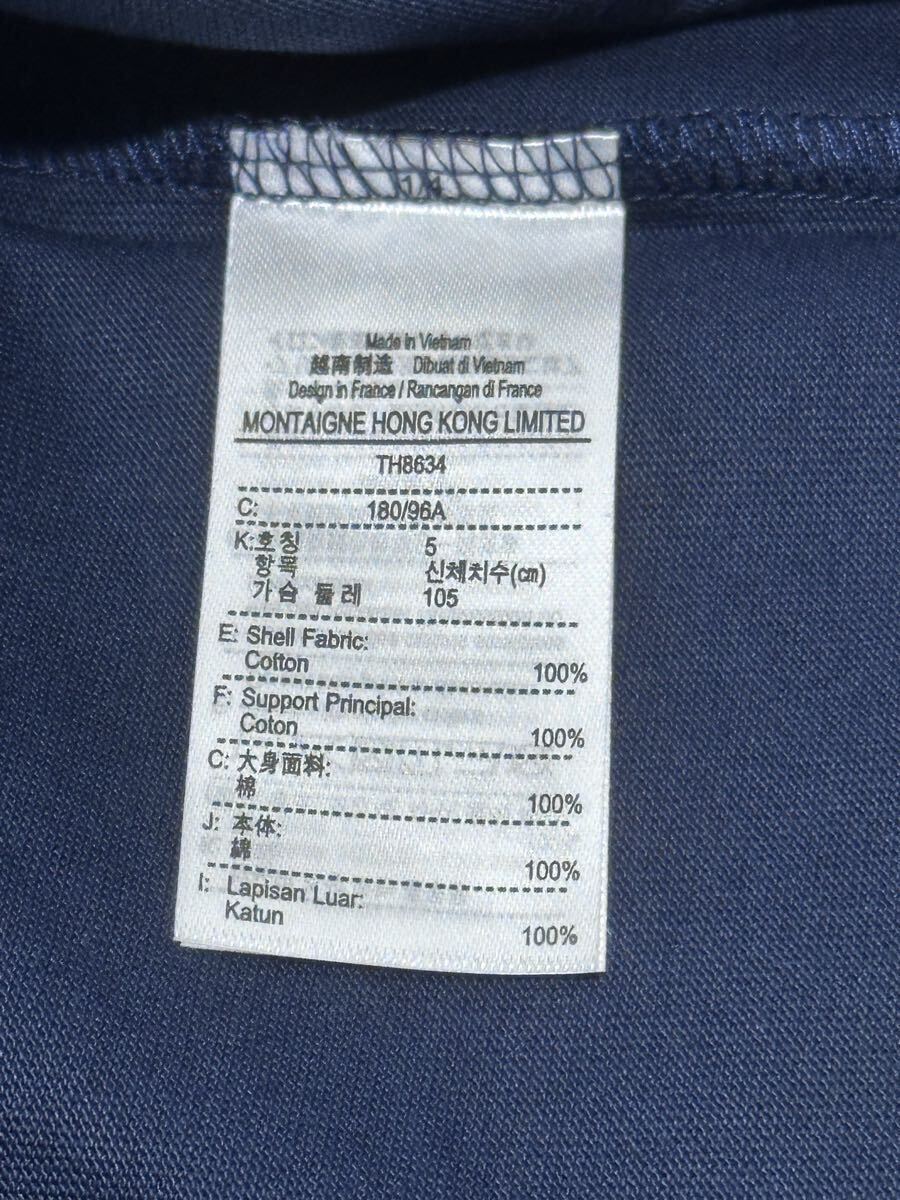 Made in Vietnam
越南制造 Dibuat di Vietnam
Design in France / Rancangan di France
MONTAIGNE HONG KONG LIMITED
TH8634
C: 180/96A
K:호칭 5
항목 신체치수(㎝)
가슴 둘레 105
E: Shell Fabric:
Cotton 100%
F: Support Principal:
Coton 100%
C: 大身面料:
棉 100%
J: 本体:
綿 100%
I: Lapisan Luar:
Katun 100%